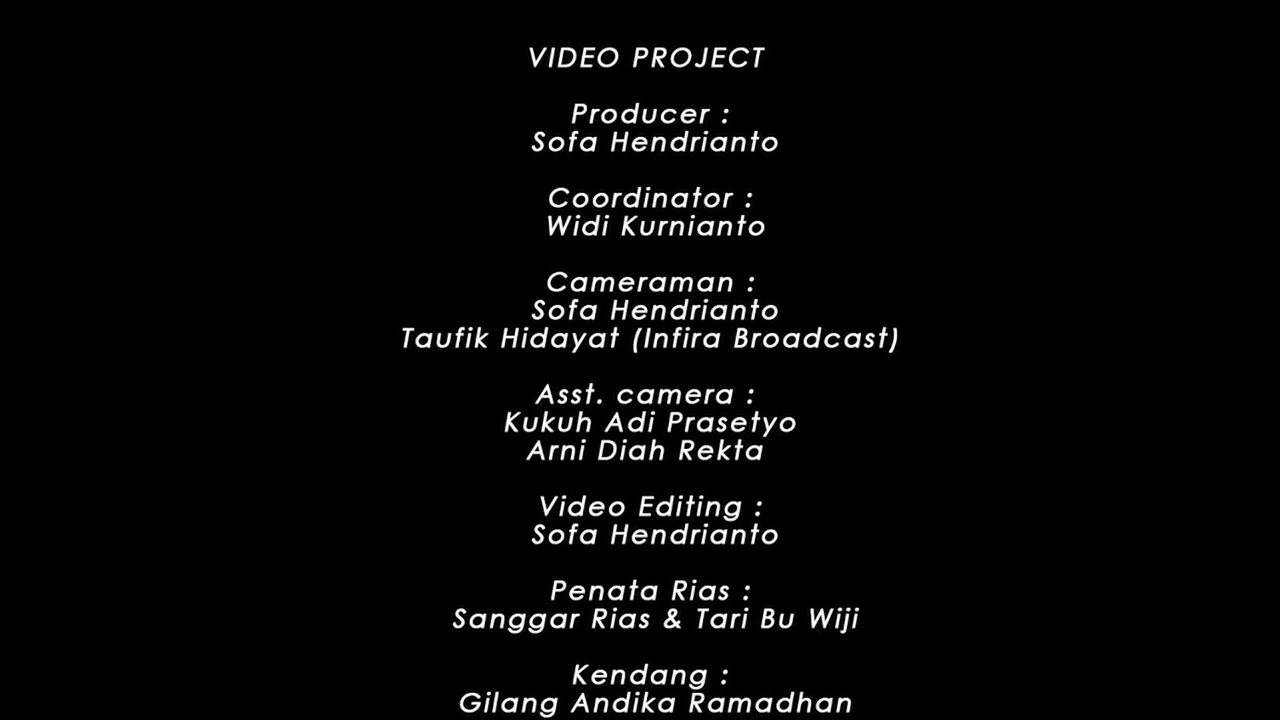 VIDEO PROJECT
Producer :
Sofa Hendrianto
Coordinator :
Widi Kurnianto
Cameraman :
Sofa Hendrianto
Taufik Hidayat (Infira Broadcast)
Asst. camera :
Kukuh Adi Prasetyo
Arni Diah Rekta
Video Editing :
Sofa Hendrianto
Penata Rias :
Sanggar Rias & Tari Bu Wiji
Kendang :
Gilang Andika Ramadhan